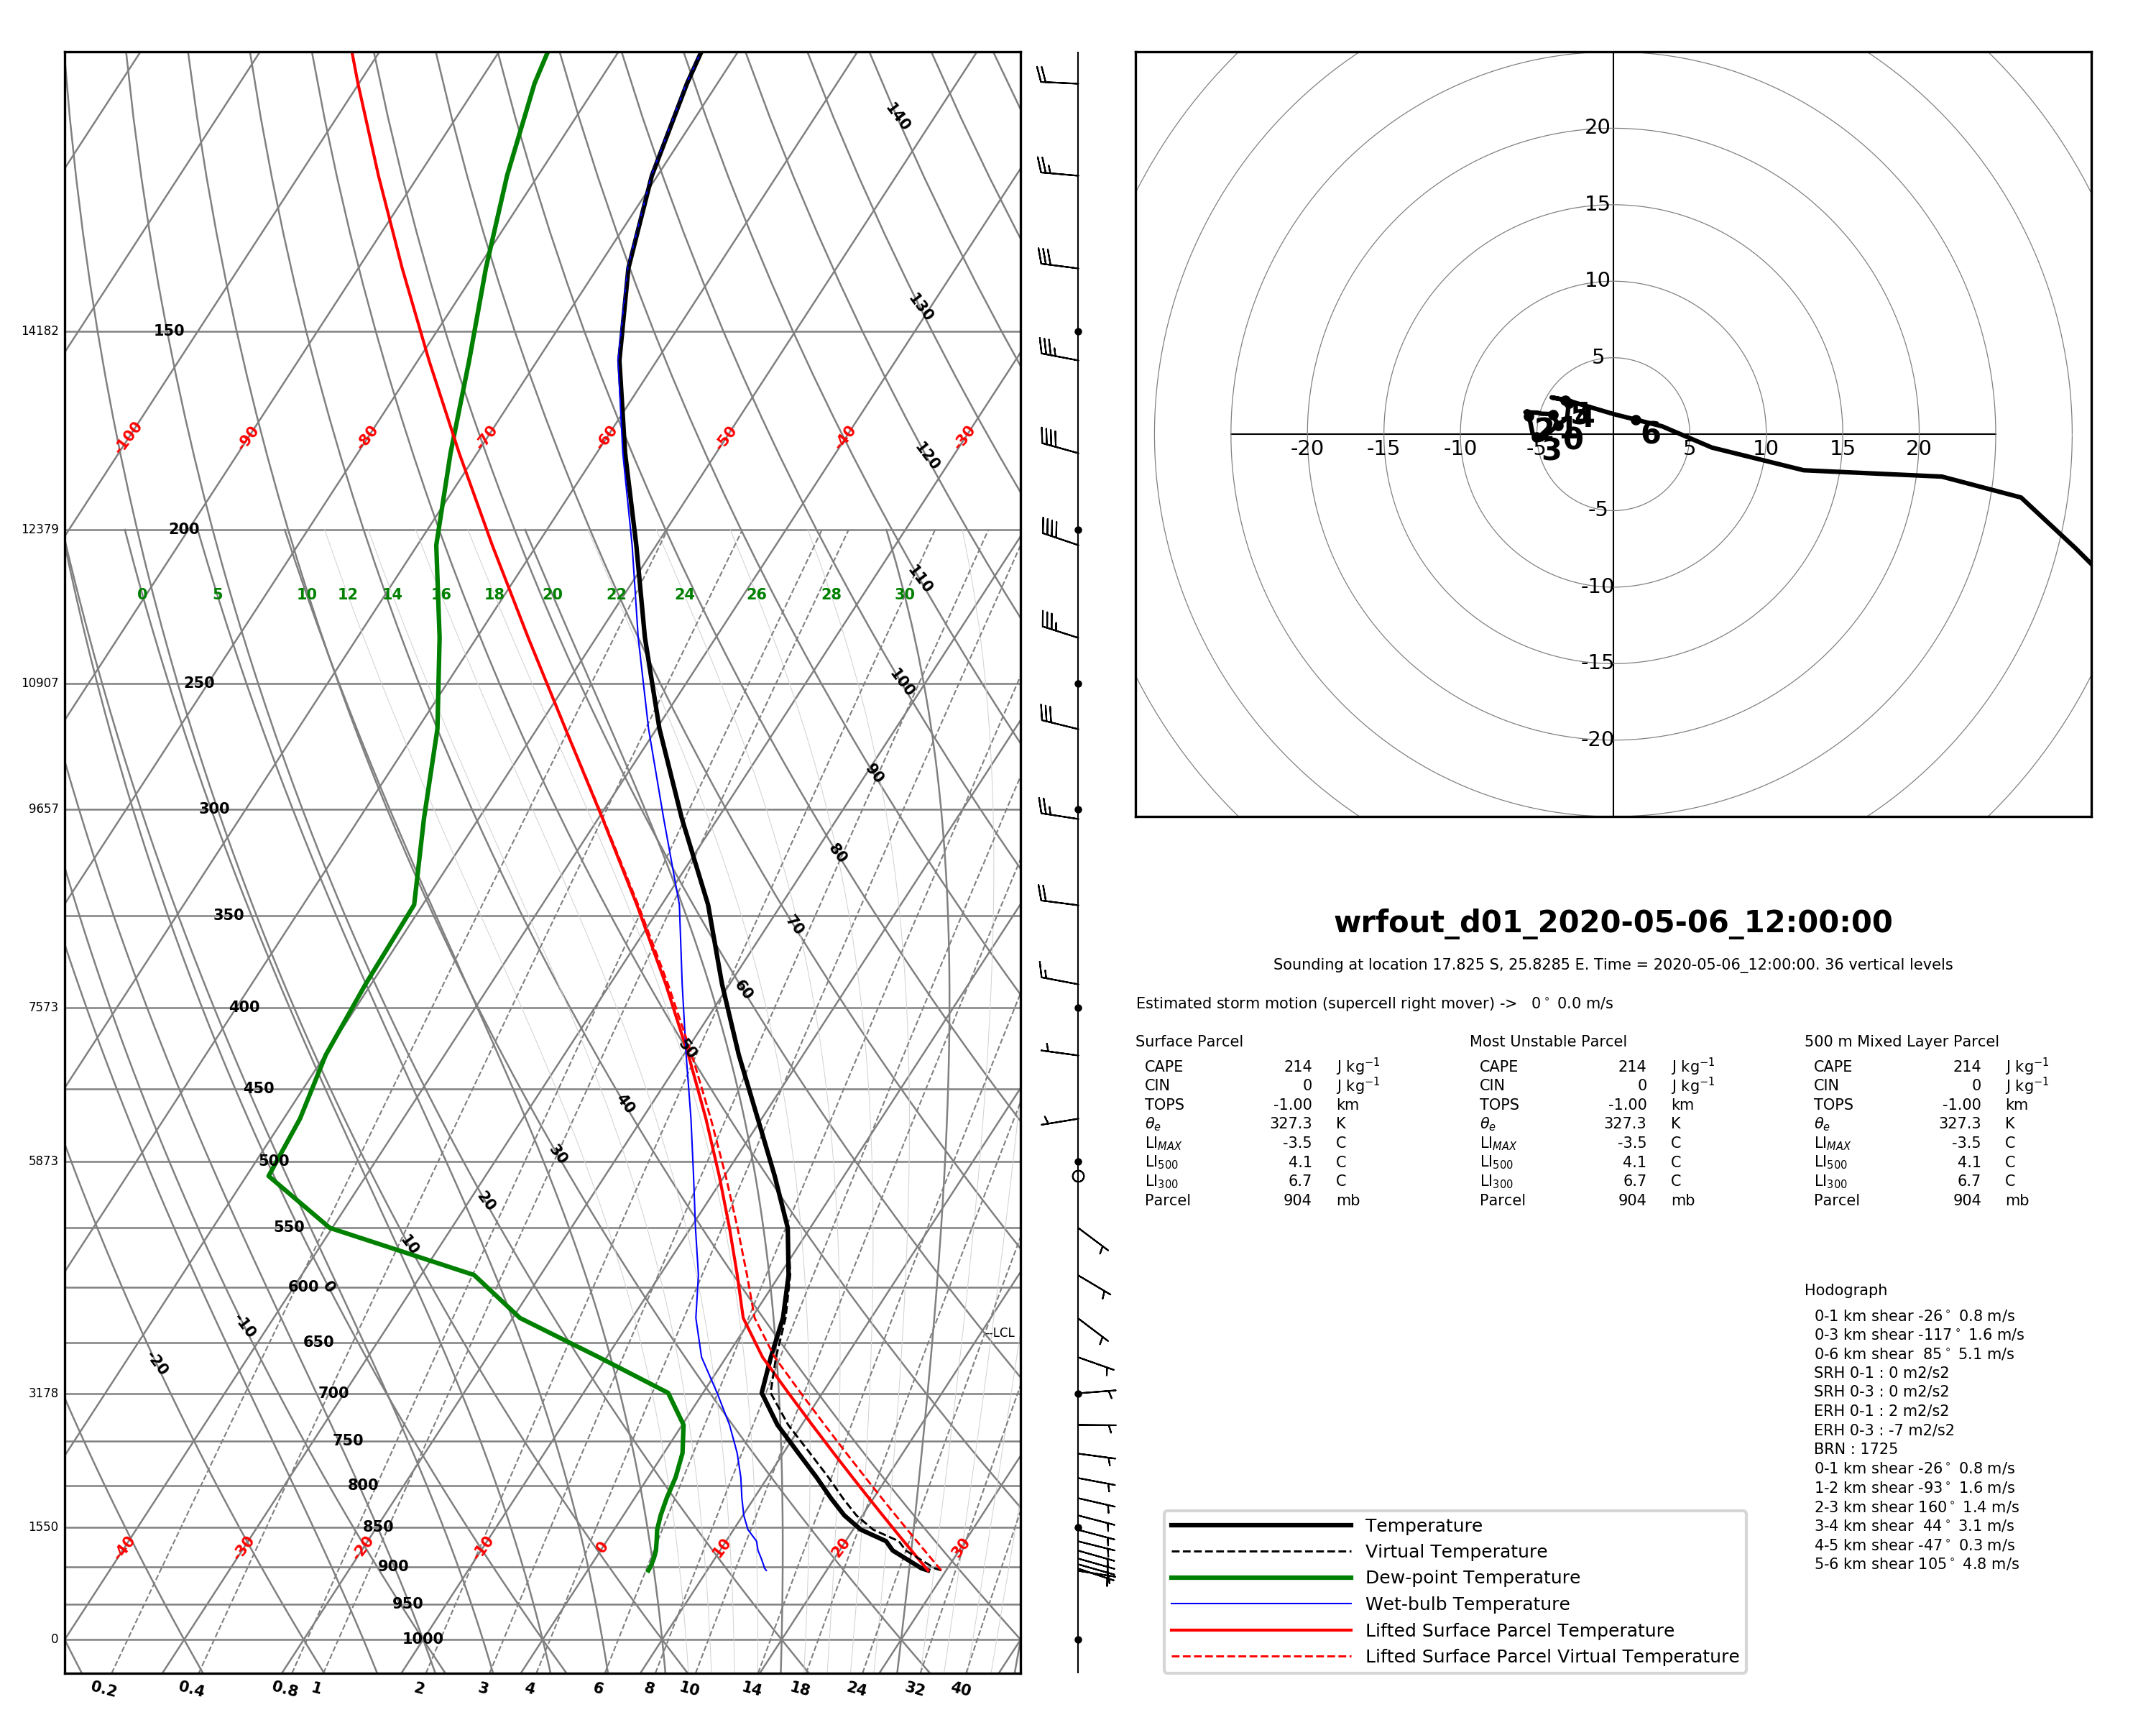 140
130
120
110
100
90
80
70
60
50
40
30
20
10
0
-10
-20
14182 150
-100 -90 -80 -70 -60 -50 -40 -30
12379 200
0 5 10 12 14 16 18 20 22 24 26 28 30
10907 250
9657 300
350
7573 400
450
5873 500
550
600
650
--LCL
3178 700
750
800
1550 850
-40 -30 -20 -10 0 10 20 30
900
950
0 1000
0.2 0.4 0.8 1 2 3 4 6 8 10 14 18 24 32 40
20
15
10
5
-20 -15 -10 -5 5 10 15 20
-5
-10
-15
-20
0
1
2
3
4
5
6
wrfout_d01_2020-05-06_12:00:00
Sounding at location 17.825 S, 25.8285 E. Time = 2020-05-06_12:00:00. 36 vertical levels
Estimated storm motion (supercell right mover) -> 0° 0.0 m/s
Surface Parcel
CAPE 214 J kg⁻¹
CIN 0 J kg⁻¹
TOPS -1.00 km
θe 327.3 K
LI_MAX -3.5 C
LI500 4.1 C
LI300 6.7 C
Parcel 904 mb
Most Unstable Parcel
CAPE 214 J kg⁻¹
CIN 0 J kg⁻¹
TOPS -1.00 km
θe 327.3 K
LI_MAX -3.5 C
LI500 4.1 C
LI300 6.7 C
Parcel 904 mb
500 m Mixed Layer Parcel
CAPE 214 J kg⁻¹
CIN 0 J kg⁻¹
TOPS -1.00 km
θe 327.3 K
LI_MAX -3.5 C
LI500 4.1 C
LI300 6.7 C
Parcel 904 mb
Hodograph
0-1 km shear -26° 0.8 m/s
0-3 km shear -117° 1.6 m/s
0-6 km shear 85° 5.1 m/s
SRH 0-1 : 0 m2/s2
SRH 0-3 : 0 m2/s2
ERH 0-1 : 2 m2/s2
ERH 0-3 : -7 m2/s2
BRN : 1725
0-1 km shear -26° 0.8 m/s
1-2 km shear -93° 1.6 m/s
2-3 km shear 160° 1.4 m/s
3-4 km shear 44° 3.1 m/s
4-5 km shear -47° 0.3 m/s
5-6 km shear 105° 4.8 m/s
Temperature
Virtual Temperature
Dew-point Temperature
Wet-bulb Temperature
Lifted Surface Parcel Temperature
Lifted Surface Parcel Virtual Temperature